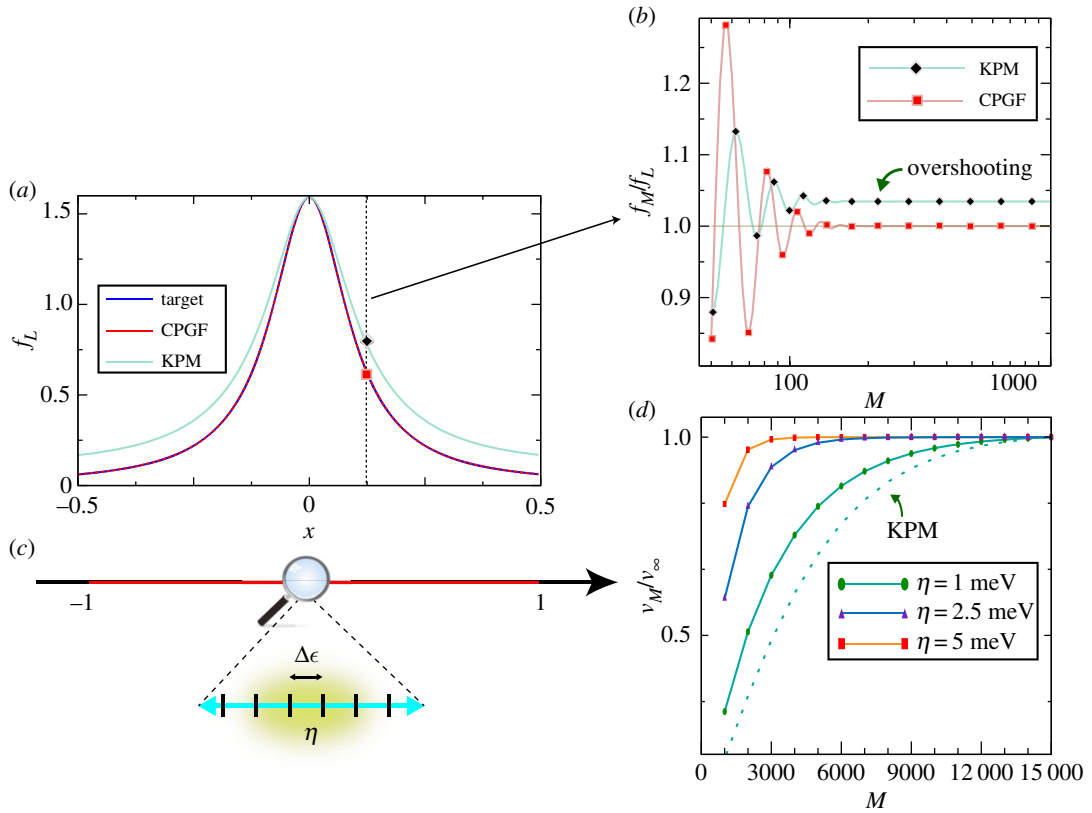 (a)
f_L
1.5
1.0
0.5
0
target
CPGF
KPM
–0.5
0
0.5
x
(b)
f_M/f_L
1.2
1.1
1.0
0.9
KPM
CPGF
overshooting
100
1000
M
(c)
–1
1
Δϵ
η
(d)
ν_M/ν_∞
1.0
0.5
KPM
η = 1 meV
η = 2.5 meV
η = 5 meV
0
3000
6000
9000
12 000
15 000
M